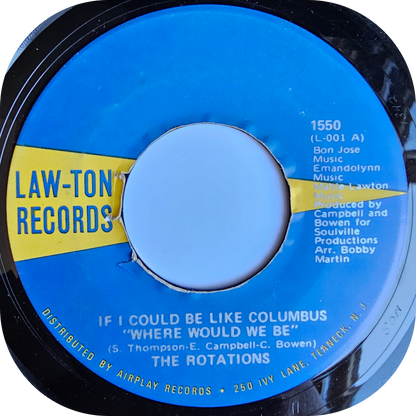 LAW-TON
RECORDS
1550
(L-001 A)
Bon Jose
Music
Emandolynn
Music
Lawton
Produced by
Campbell and
Bowen for
Soulville
Productions
Arr. Bobby
Martin
IF I COULD BE LIKE COLUMBUS
"WHERE WOULD WE BE"
(S. Thompson-E. Campbell-C. Bowen)
THE ROTATIONS
DISTRIBUTED BY AIRPLAY RECORDS • 250 IVY LANE, TERNECK, N. J.